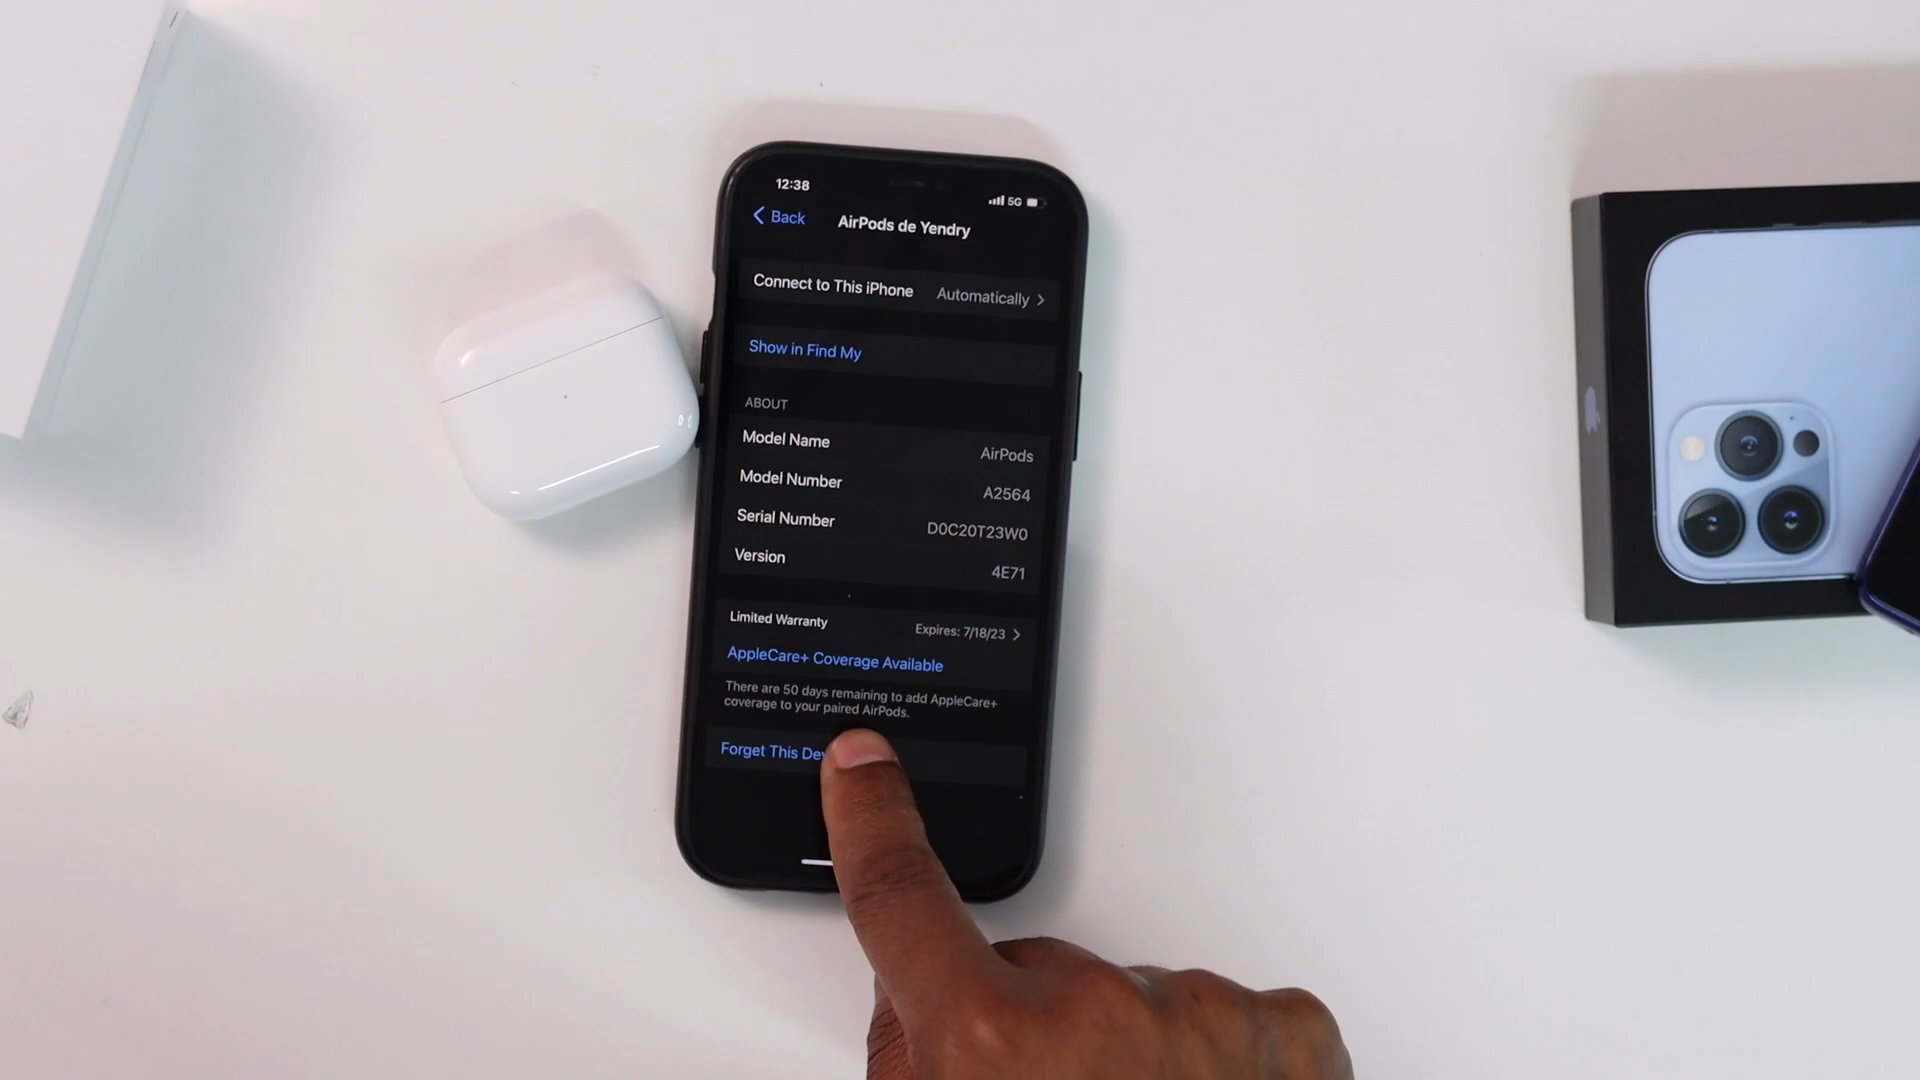 12:38
5G
Back
AirPods de Yendry
Connect to This iPhone Automatically
Show in Find My
ABOUT
Model Name AirPods
Model Number A2564
Serial Number D0C20T23W0
Version 4E71
Limited Warranty Expires: 7/18/23
AppleCare+ Coverage Available
There are 50 days remaining to add AppleCare+
coverage to your paired AirPods.
Forget This Dev